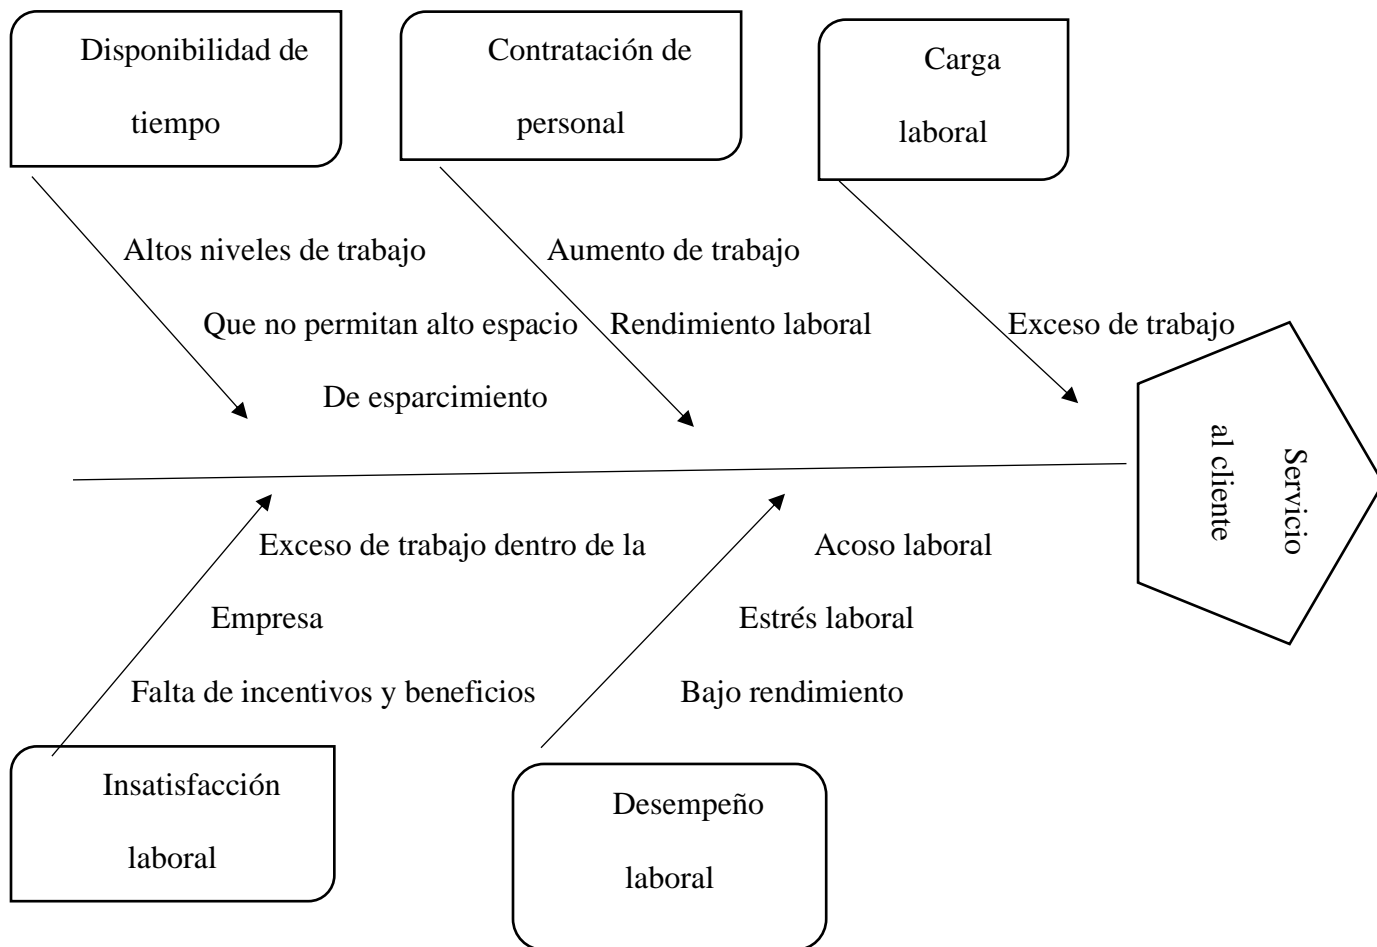 Disponibilidad de
tiempo
Contratación de
personal
Carga
laboral
Altos niveles de trabajo
Que no permitan alto espacio
De esparcimiento
Aumento de trabajo
Rendimiento laboral
Exceso de trabajo
Servicio
al cliente
Exceso de trabajo dentro de la
Empresa
Falta de incentivos y beneficios
Acoso laboral
Estrés laboral
Bajo rendimiento
Insatisfacción
laboral
Desempeño
laboral